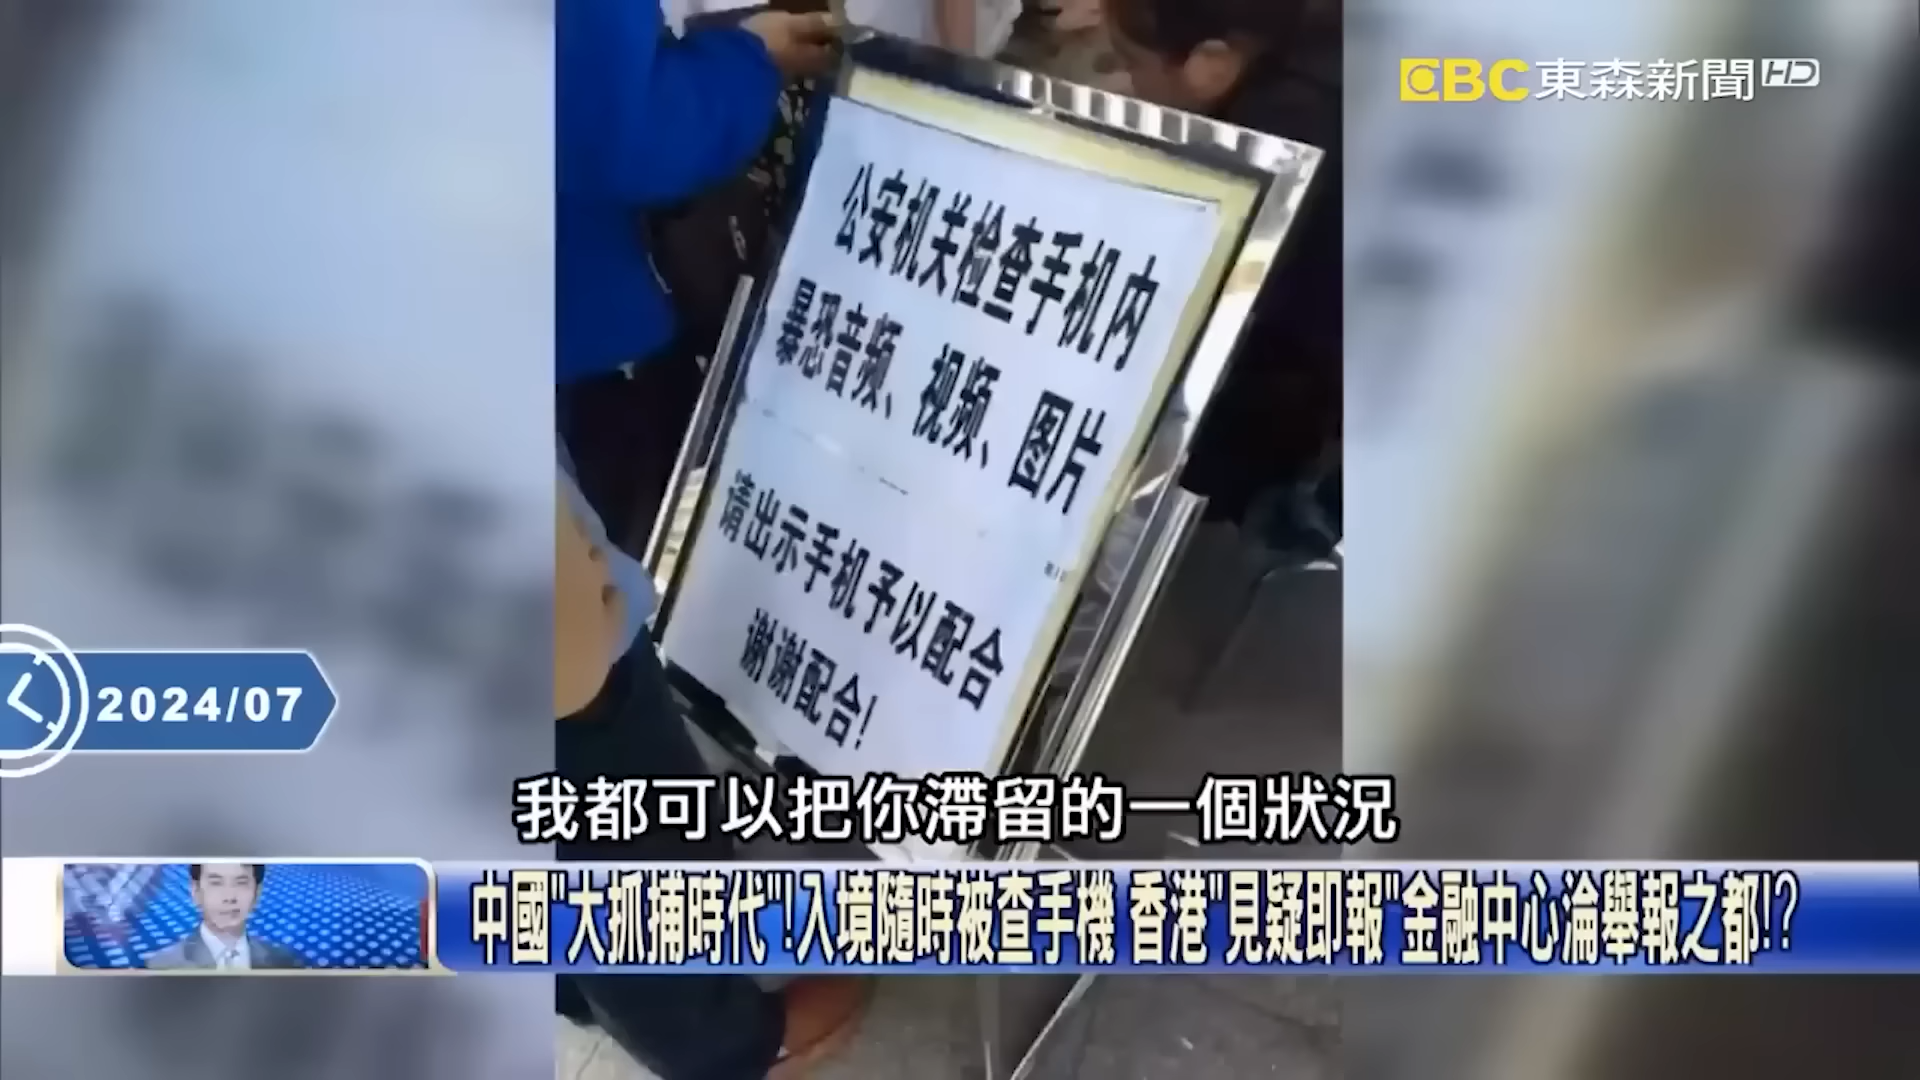 EBC東森新聞HD
公安机关检查手机内
暴恐音频、视频、图片
请出示手机予以配合
谢谢配合!
2024/07
我都可以把你滯留的一個狀況
中國"大抓捕時代"!入境隨時被查手機 香港"見疑即報"金融中心淪舉報之都!?